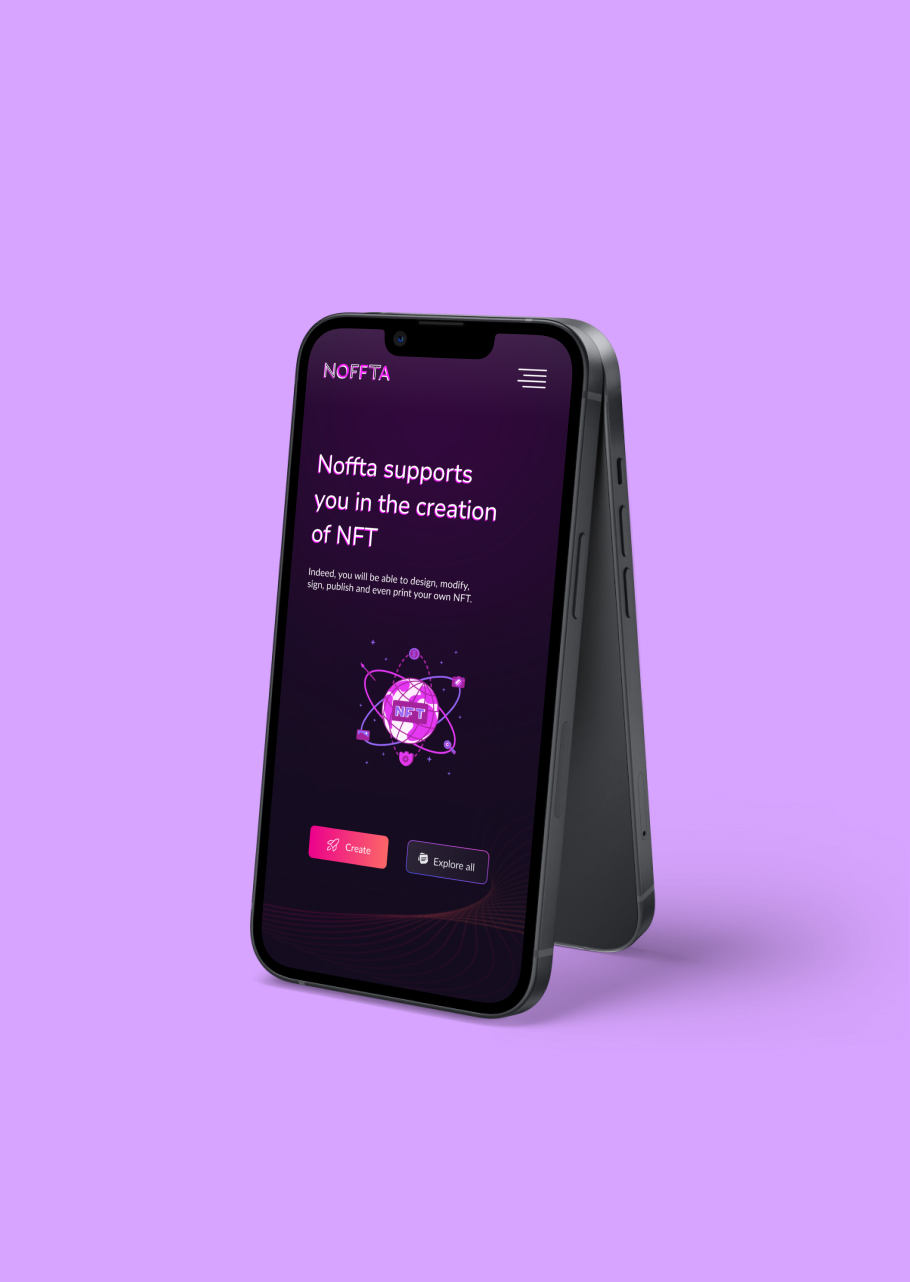 NOFFTA
Noffta supports
you in the creation
of NFT
Indeed, you will be able to design, modify,
sign, publish and even print your own NFT.
NFT
Create
Explore all